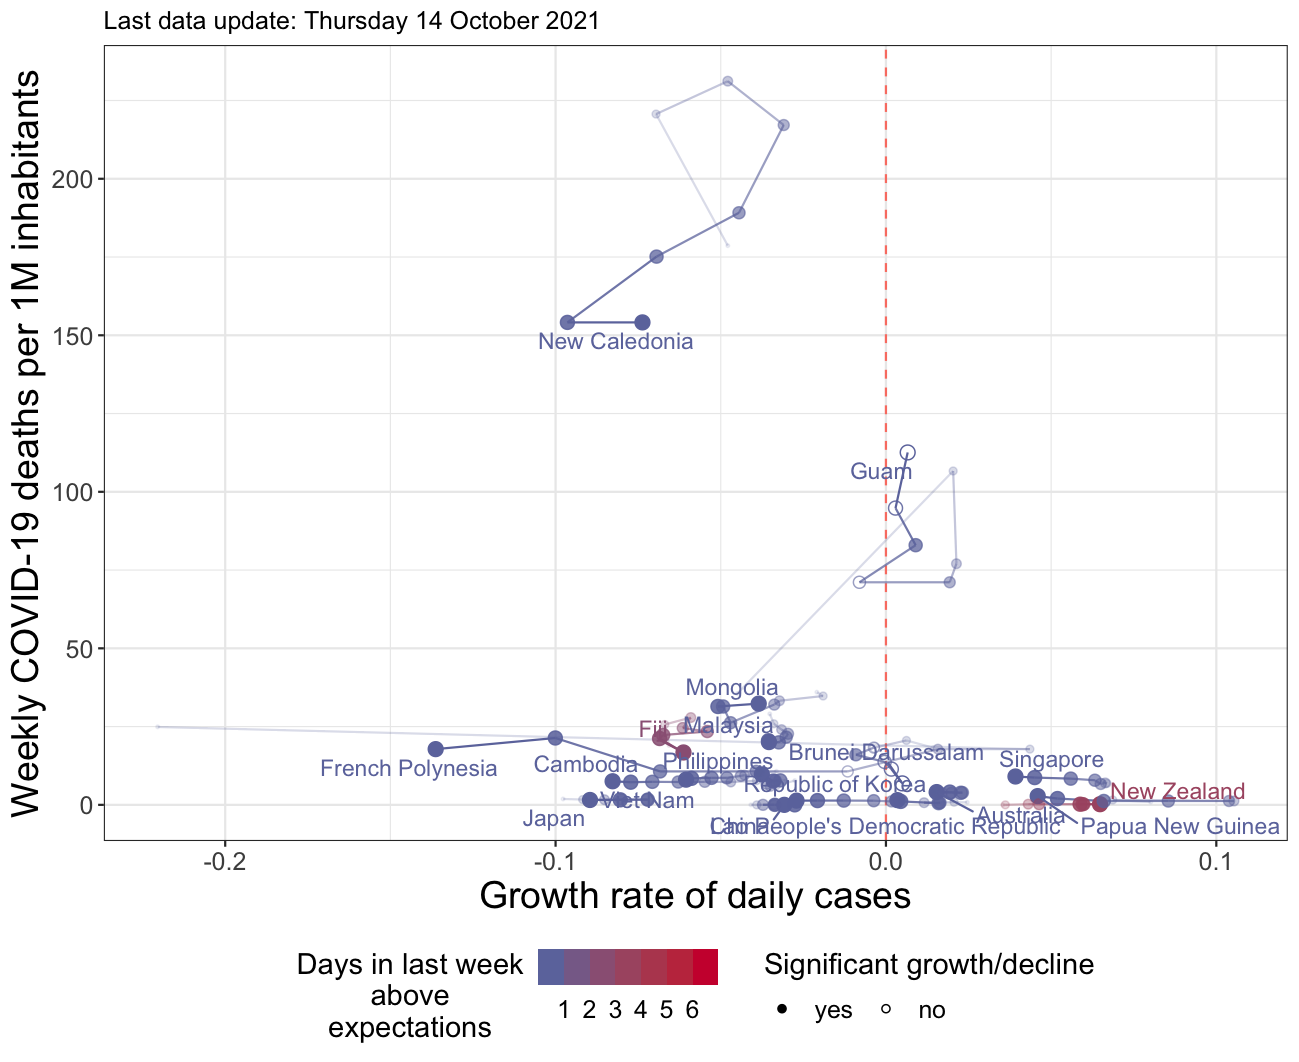 Last data update: Thursday 14 October 2021
Weekly COVID-19 deaths per 1M inhabitants
200
150
100
50
0
New Caledonia
Guam
Mongolia
Fiji
Malaysia
French Polynesia
Cambodia
Philippines
Brunei Darussalam
Singapore
Republic of Korea
Viet Nam
New Zealand
Japan
China
Lao People's Democratic Republic
Australia
Papua New Guinea
-0.2
-0.1
0.0
0.1
Growth rate of daily cases
Days in last week
above
expectations
1 2 3 4 5 6
Significant growth/decline
yes
no